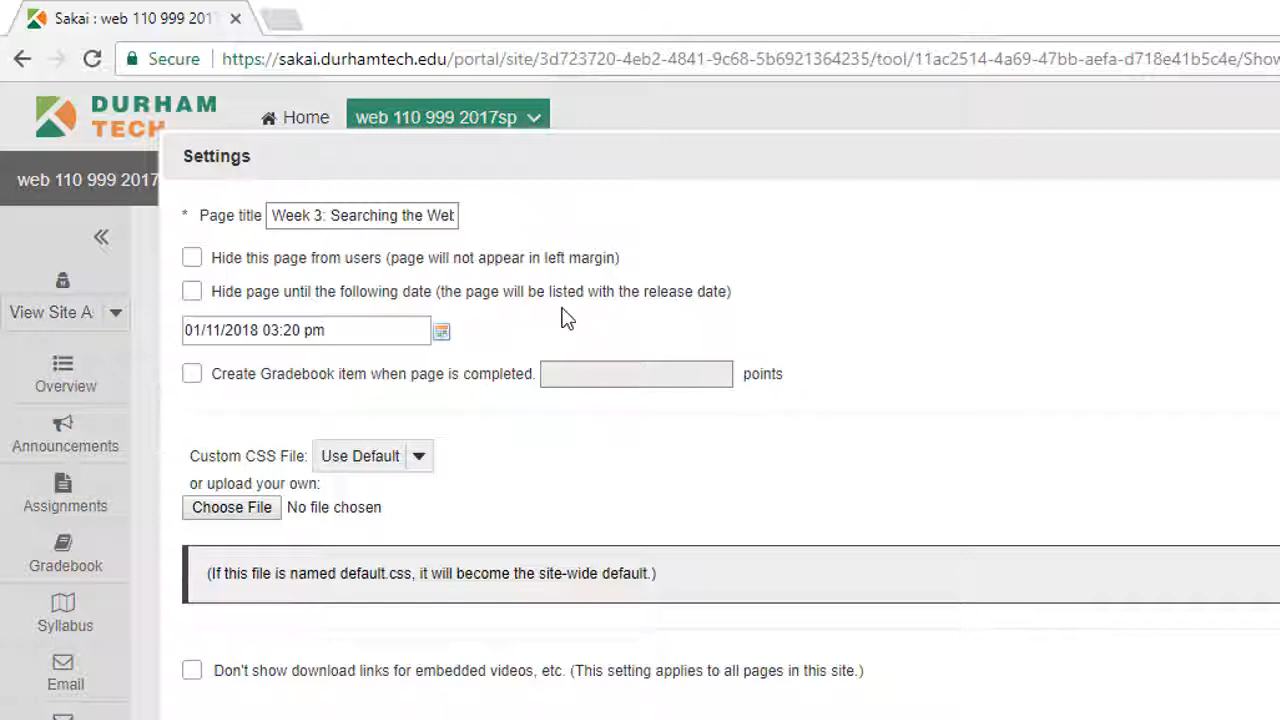 Sakai : web 110 999 201
Secure https://sakai.durhamtech.edu/portal/site/3d723720-4eb2-4841-9c68-5b6921364235/tool/11ac2514-4a69-47bb-aefa-d718e41b5c4e/Show
DURHAM
TECH
Home web 110 999 2017sp
Settings
web 110 999 2017
* Page title Week 3: Searching the Web
Hide this page from users (page will not appear in left margin)
Hide page until the following date (the page will be listed with the release date)
View Site A
01/11/2018 03:20 pm
Overview
Create Gradebook item when page is completed. points
Announcements
Custom CSS File: Use Default
or upload your own:
Assignments
Choose File No file chosen
Gradebook
(If this file is named default.css, it will become the site-wide default.)
Syllabus
Email
Don't show download links for embedded videos, etc. (This setting applies to all pages in this site.)